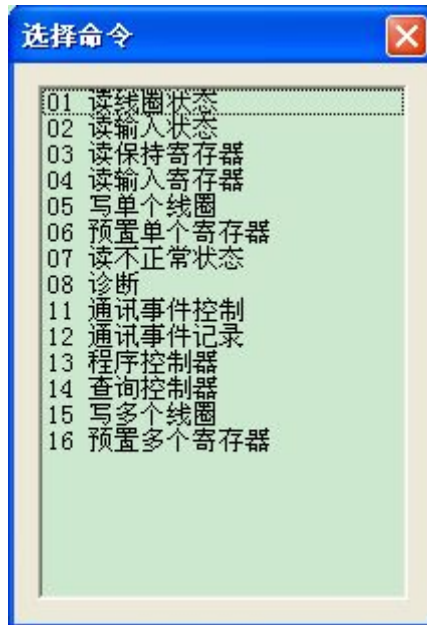 选择命令
01 读线圈状态
02 读输入状态
03 读保持寄存器
04 读输入寄存器
05 写单个线圈
06 预置单个寄存器
07 读不正常状态
08 诊断
11 通讯事件控制
12 通讯事件记录
13 程序控制器
14 查询控制器
15 写多个线圈
16 预置多个寄存器